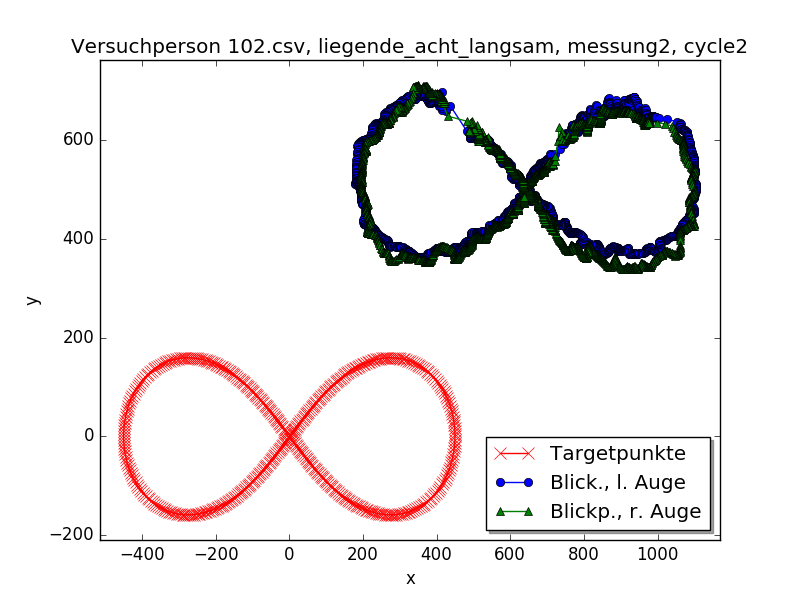 Versuchperson 102.csv, liegende_acht_langsam, messung2, cycle2
y
600
400
200
0
−200
−400
−200
0
200
400
600
800
1000
x
Targetpunkte
Blick., l. Auge
Blickp., r. Auge